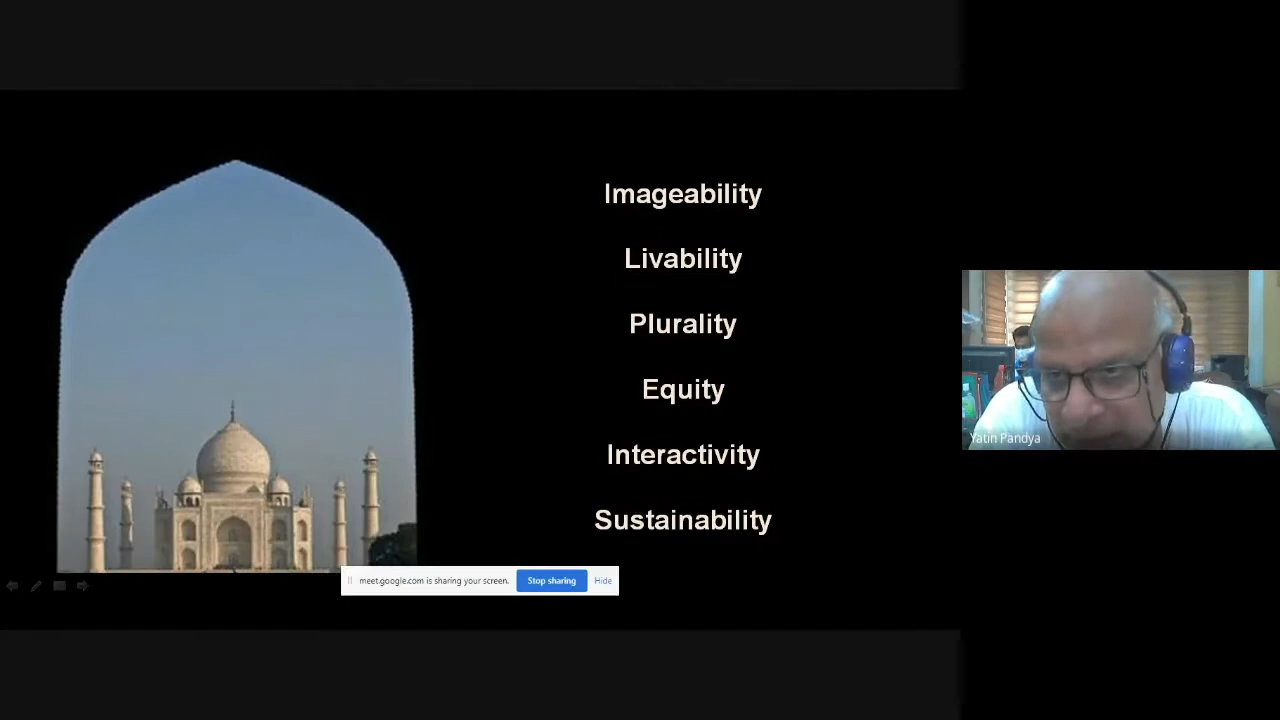 Imageability
Livability
Plurality
Equity
Interactivity
Sustainability
Yatin Pandya
meet.google.com is sharing your screen. Stop sharing Hide